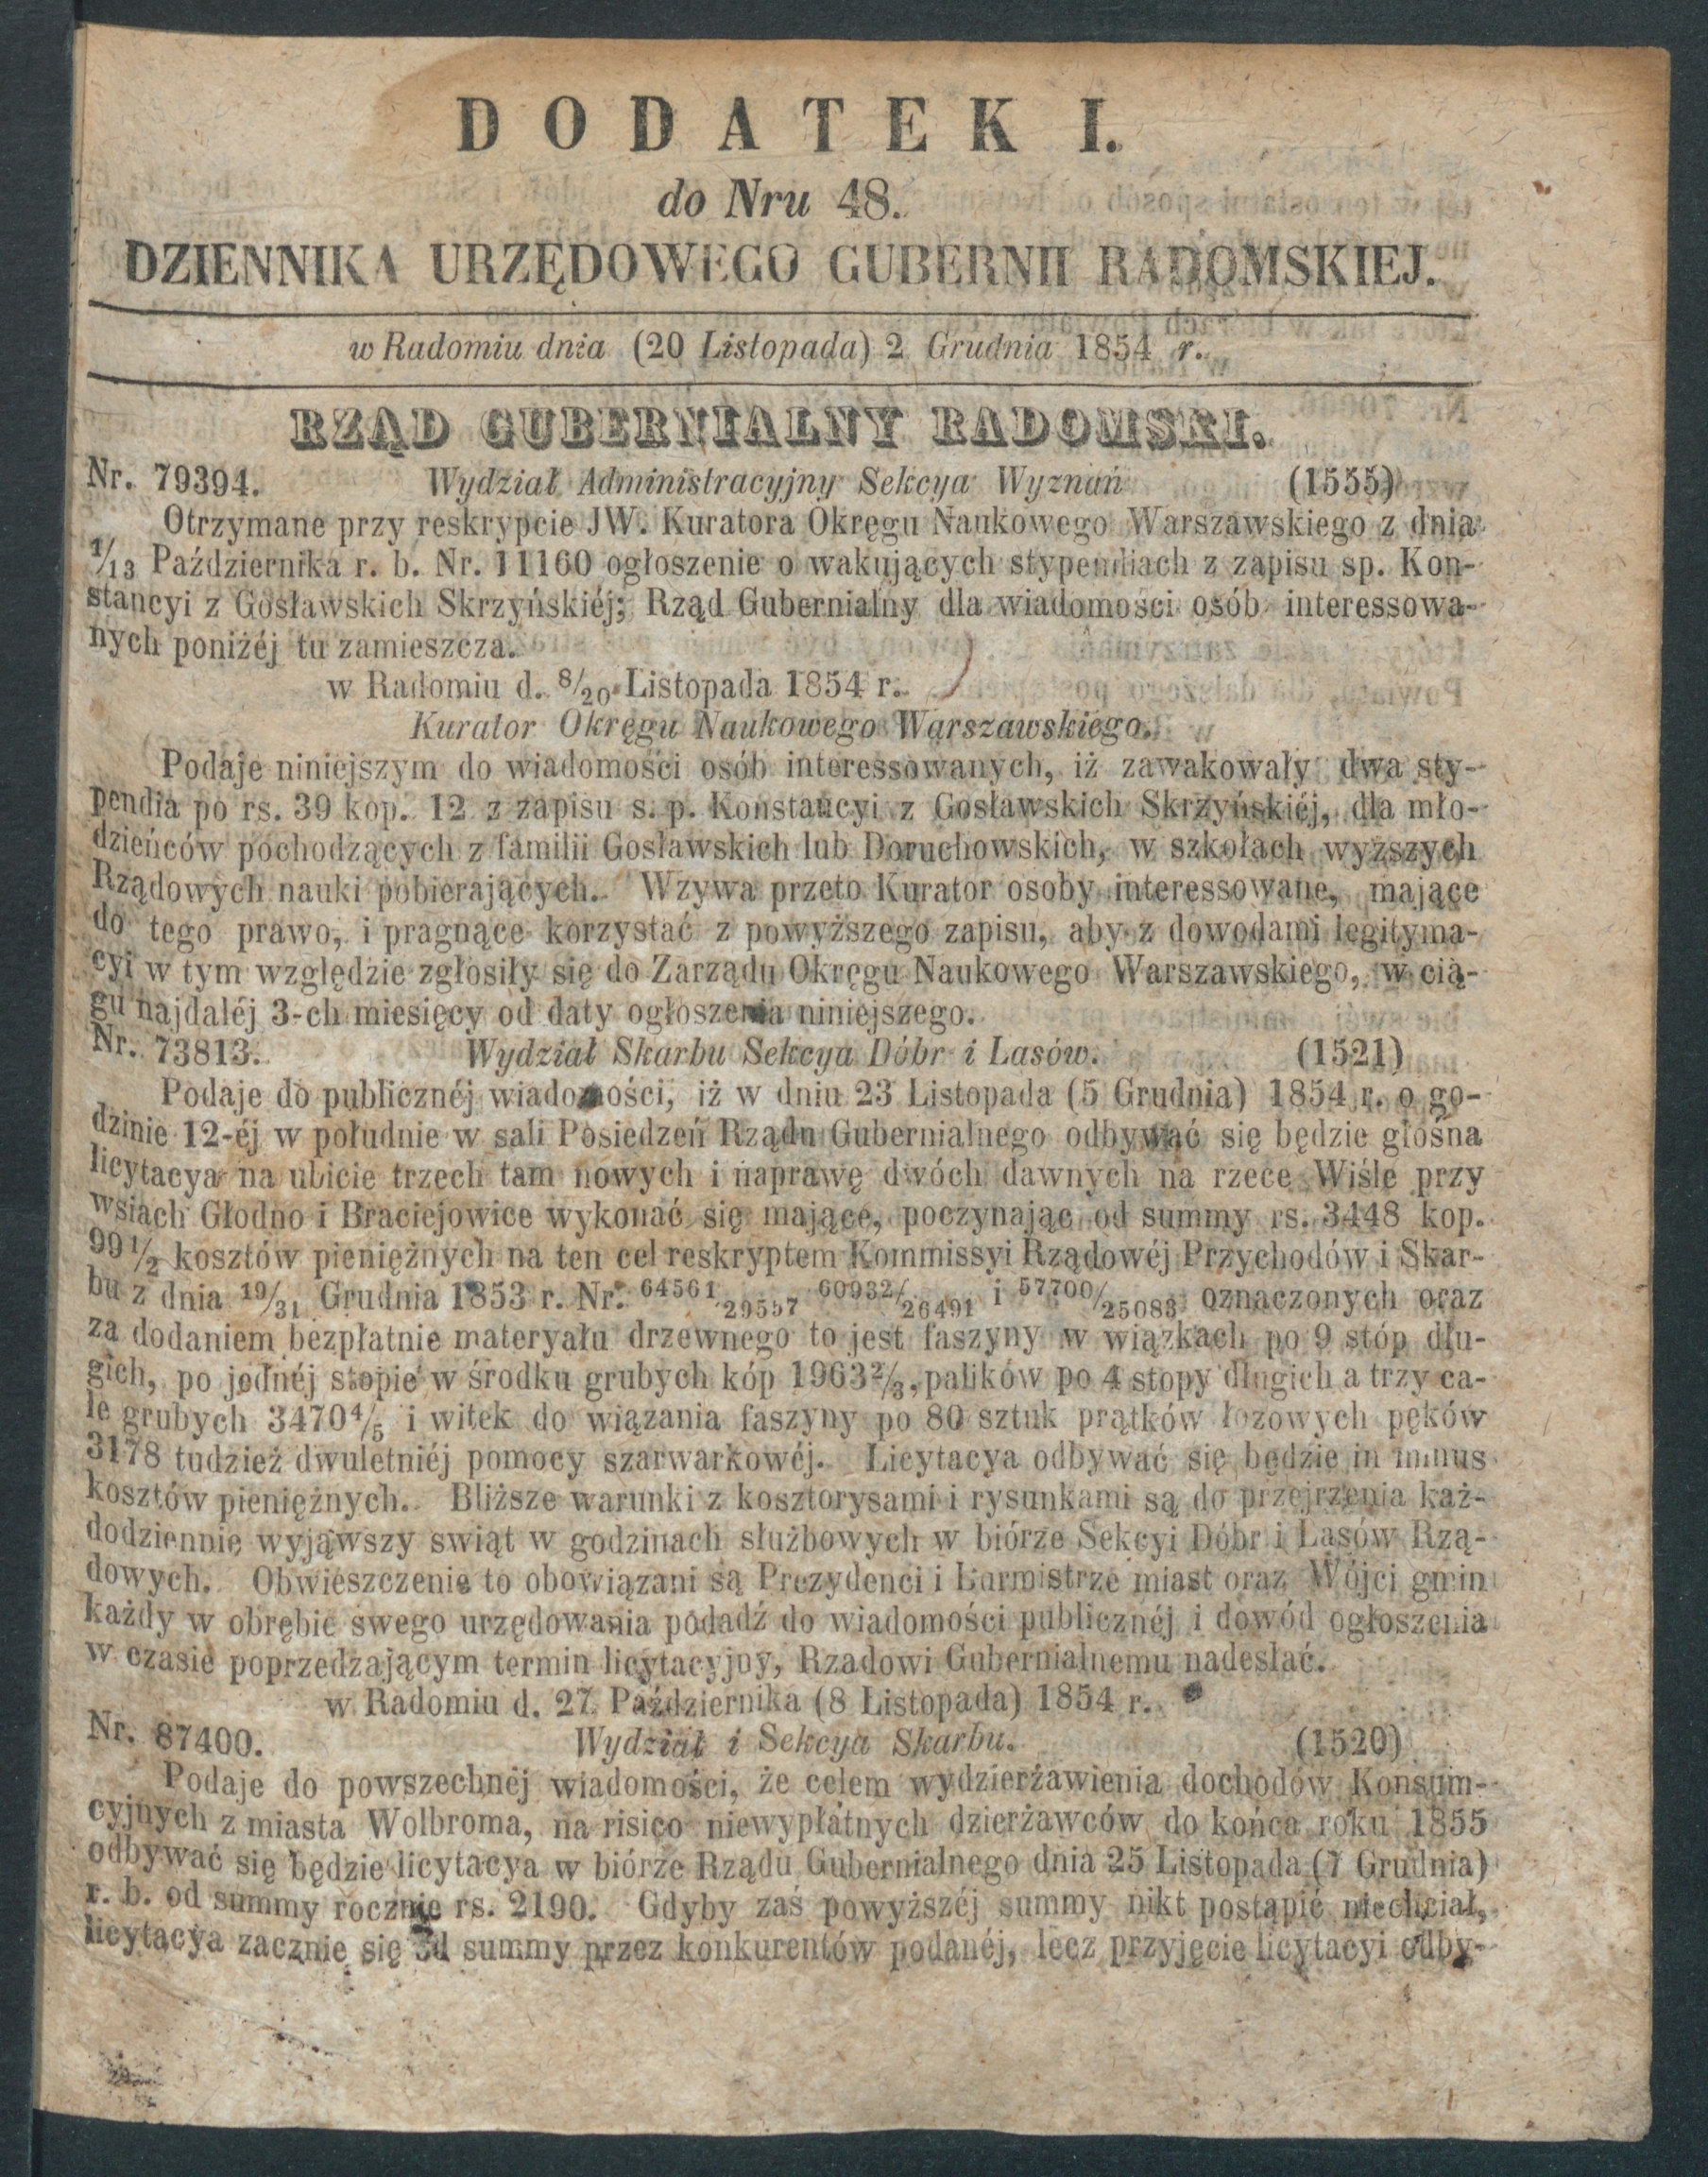 DODATEK I.
do Nru 48.
DZIENNIKA URZĘDOWEGO GUBERNII RADOMSKIEJ.
w Radomiu dnia (20 Listopada) 2 Grudnia 1854 r.
RZĄD GUBERNIALNY RADOMSKI.
Nr. 79394. Wydział Administracyjny Sekcya Wyznań (1555)
Otrzymane przy reskrypcie JW. Kuratora Okręgu Naukowego Warszawskiego z dnia
1/13 Października r. b. Nr. 11160 ogłoszenie o wakujących stypendiach z zapisu sp. Kon-
stancyi z Gosławskich Skrzyńskiéj; Rząd Gubernialny dla wiadomości osób interessowa-
nych poniżéj tu zamieszcza.
w Radomiu d. 8/20 Listopada 1854 r.
Kurator Okręgu Naukowego Warszawskiego.
Podaje niniejszym do wiadomości osób interessowanych, iż zawakowały dwa sty-
pendia po rs. 39 kop. 12 z zapisu s. p. Konstancyi z Gosławskich Skrzyńskiéj, dla mło-
dzieńców pochodzących z familii Gosławskich lub Doruchowskich, w szkołach wyższych
Rządowych nauki pobierających. Wzywa przeto Kurator osoby interessowane, mające
do tego prawo, i pragnące korzystać z powyższego zapisu, aby z dowodami legityma-
cyi w tym względzie zgłosiły się do Zarządu Okręgu Naukowego Warszawskiego, w cią-
gu najdaléj 3-ch miesięcy od daty ogłoszenia niniejszego.
Nr. 73813. Wydział Skarbu Sekcya Dóbr i Lasów. (1521)
Podaje do publicznéj wiadomości, iż w dniu 23 Listopada (5 Grudnia) 1854 r. o go-
dzinie 12-éj w południe w sali Posiedzeń Rządu Gubernialnego odbywać się będzie głośna
licytacya na ubicie trzech tam nowych i naprawę dwóch dawnych na rzece Wiśle przy
wsiach Głodno i Braciejowice wykonać się mające, poczynając od summy rs. 3448 kop.
99 1/2 kosztów pieniężnych na ten cel reskryptem Kommissyi Rządowéj Przychodów i Skar-
bu z dnia 19/31 Grudnia 1853 r. Nr. 64561 29557 60932/26491 i 57700/25083 oznaczonych oraz
za dodaniem bezpłatnie materyału drzewnego to jest faszyny w wiązkach po 9 stóp dłu-
gich, po jednéj stopie w środku grubych kóp 1963 2/3, palików po 4 stopy długich a trzy ca-
le grubych 3470 4/5 i witek do wiązania faszyny po 80 sztuk prątków łozowych pęków
3178 tudzież dwuletniéj pomocy szarwarkowéj. Licytacya odbywać się będzie in minus
kosztów pieniężnych. Bliższe warunki z kosztorysami i rysunkami są do przejrzenia każ-
dodziennie wyjąwszy swiąt w godzinach służbowych w biórze Sekcyi Dóbr i Lasów Rzą-
dowych. Obwieszczenie to obowiązani są Prezydenci i Burmistrze miast oraz Wójci gmin
każdy w obrębie swego urzędowania podadź do wiadomości publicznéj i dowód ogłoszenia
w czasie poprzedzającym termin licytacyjny, Rzadowi Gubernialnemu nadesłać.
w Radomiu d. 27 Października (8 Listopada) 1854 r.
Nr. 87400. Wydział i Sekcya Skarbu. (1520)
Podaje do powszechnéj wiadomości, że celem wydzierżawienia dochodów Konsum-
cyjnych z miasta Wolbroma, na risico niewypłatnych dzierżawców do końca roku 1855
odbywać się będzie licytacya w biórze Rządu Gubernialnego dnia 25 Listopada (7 Grudnia)
r. b. od summy rocznie rs. 2190. Gdyby zaś powyższéj summy nikt postąpić niechciał,
licytacya zacznie się od summy przez konkurentów podanéj, lecz przyjęcie licytacyi odby-